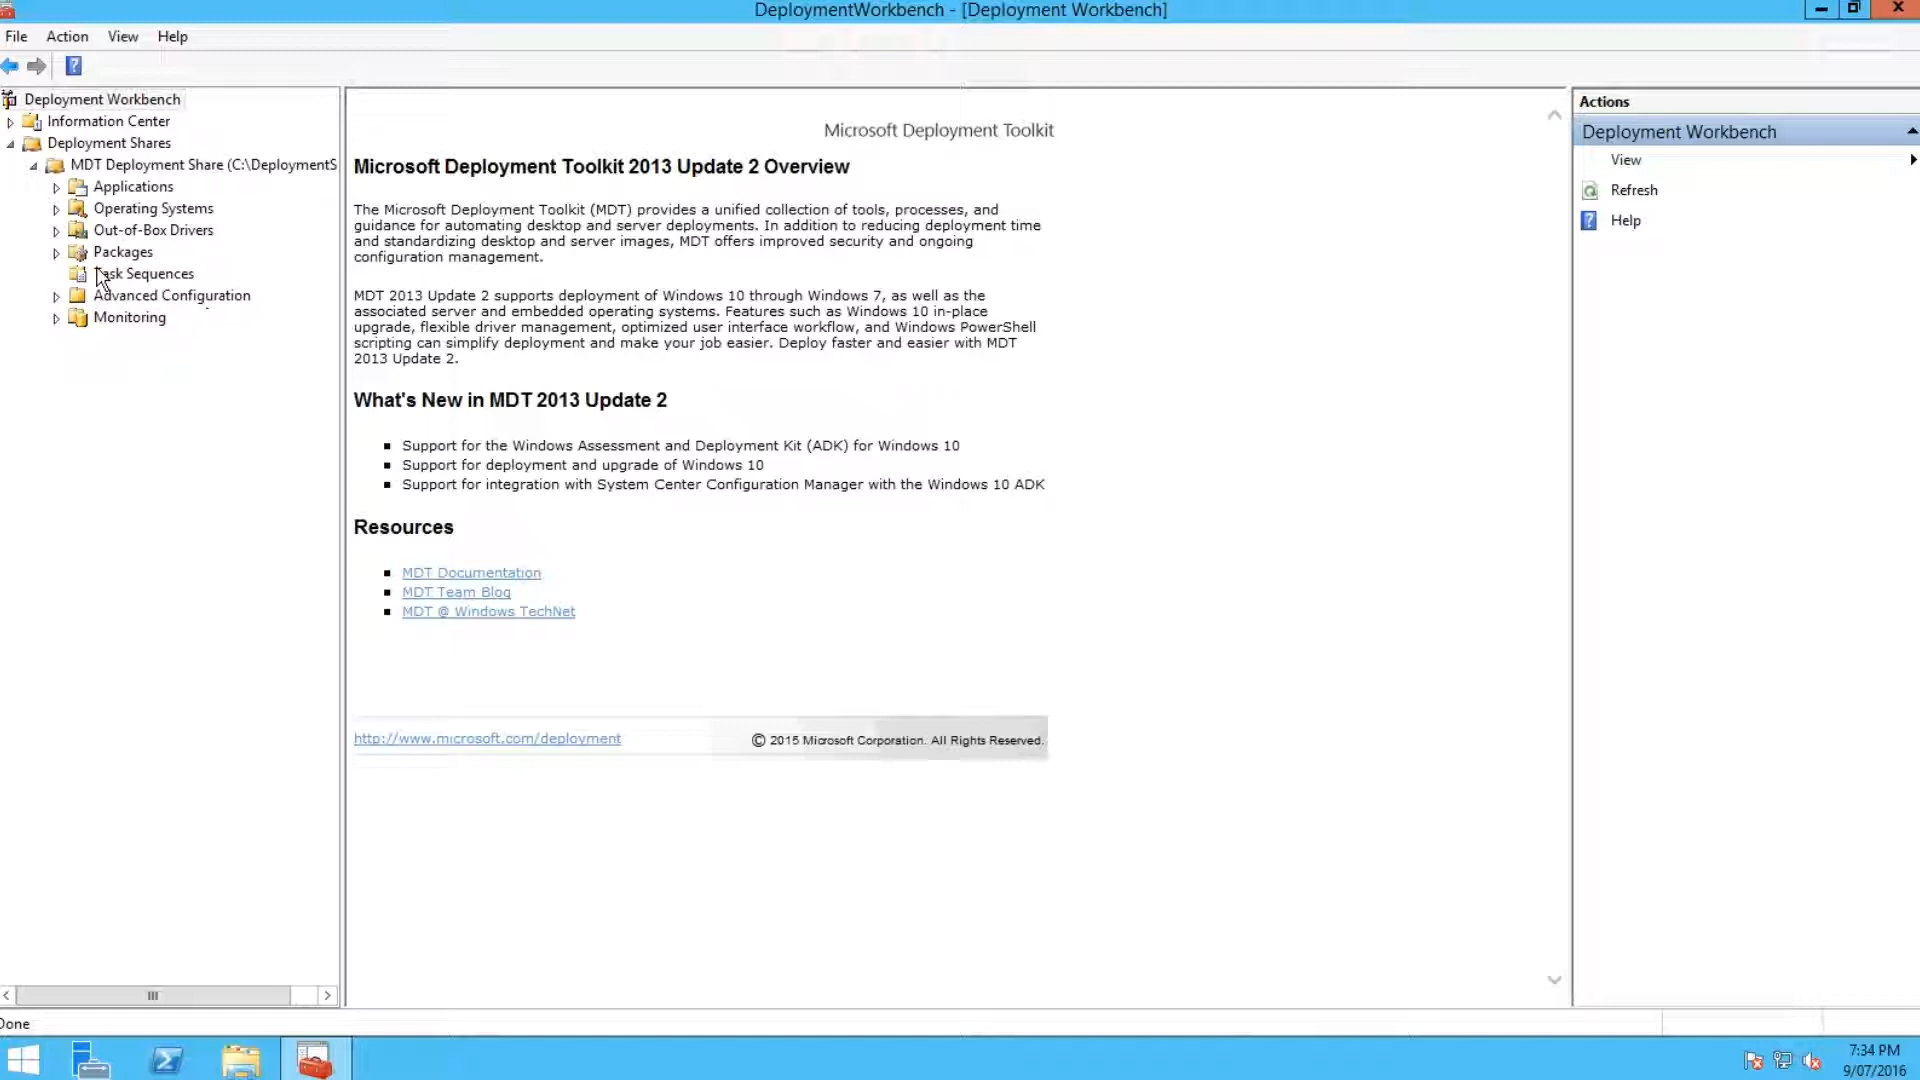 DeploymentWorkbench - [Deployment Workbench]
File Action View Help
Deployment Workbench
Information Center
Deployment Shares
MDT Deployment Share (C:\DeploymentS
Applications
Operating Systems
Out-of-Box Drivers
Packages
Task Sequences
Advanced Configuration
Monitoring
Microsoft Deployment Toolkit
Microsoft Deployment Toolkit 2013 Update 2 Overview
The Microsoft Deployment Toolkit (MDT) provides a unified collection of tools, processes, and
guidance for automating desktop and server deployments. In addition to reducing deployment time
and standardizing desktop and server images, MDT offers improved security and ongoing
configuration management.
MDT 2013 Update 2 supports deployment of Windows 10 through Windows 7, as well as the
associated server and embedded operating systems. Features such as Windows 10 in-place
upgrade, flexible driver management, optimized user interface workflow, and Windows PowerShell
scripting can simplify deployment and make your job easier. Deploy faster and easier with MDT
2013 Update 2.
What's New in MDT 2013 Update 2
Support for the Windows Assessment and Deployment Kit (ADK) for Windows 10
Support for deployment and upgrade of Windows 10
Support for integration with System Center Configuration Manager with the Windows 10 ADK
Resources
MDT Documentation
MDT Team Blog
MDT @ Windows TechNet
http://www.microsoft.com/deployment
© 2015 Microsoft Corporation. All Rights Reserved.
Actions
Deployment Workbench
View
Refresh
Help
Done
7:34 PM
9/07/2016